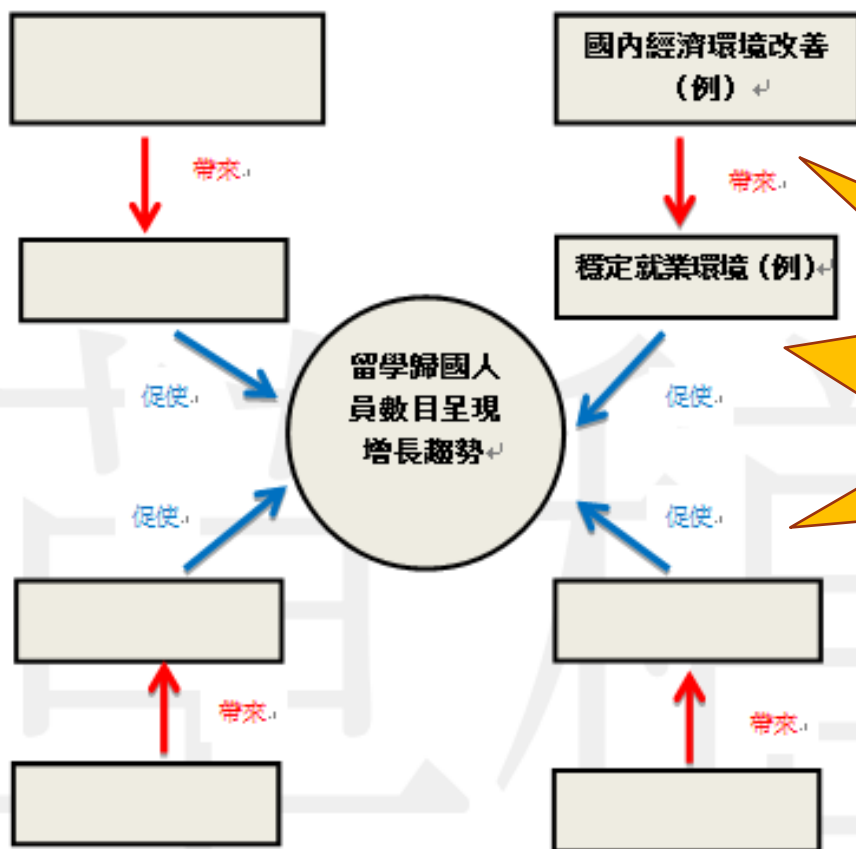 國內經濟環境改善
(例)
帶來
帶來
穩定就業環境(例)
留學歸國人
員數目呈現
增長趨勢
促使
促使
促使
促使
帶來
帶來